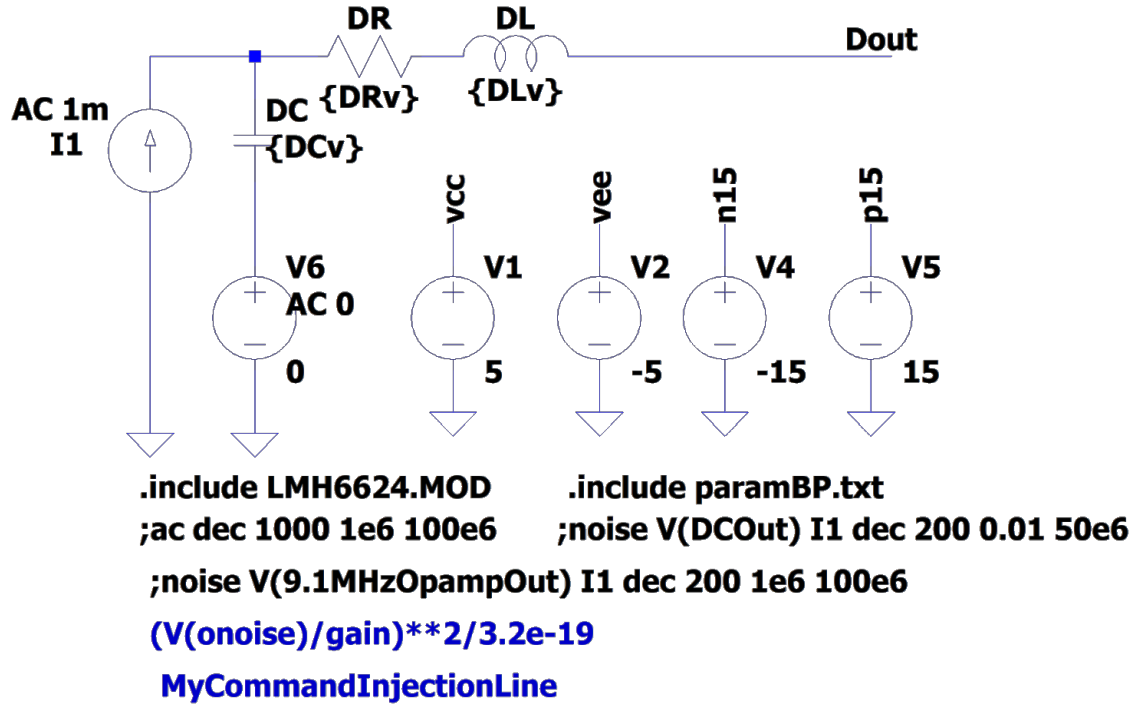 DR
DL
Dout
AC 1m
I1
DC
{DRv}
{DLv}
{DCv}
vcc
vee
n15
p15
V6
AC 0
0
V1
5
V2
-5
V4
-15
V5
15
.include LMH6624.MOD
.include paramBP.txt
;ac dec 1000 1e6 100e6
;noise V(DCOut) I1 dec 200 0.01 50e6
;noise V(9.1MHzOpampOut) I1 dec 200 1e6 100e6
(V(onoise)/gain)**2/3.2e-19
MyCommandInjectionLine